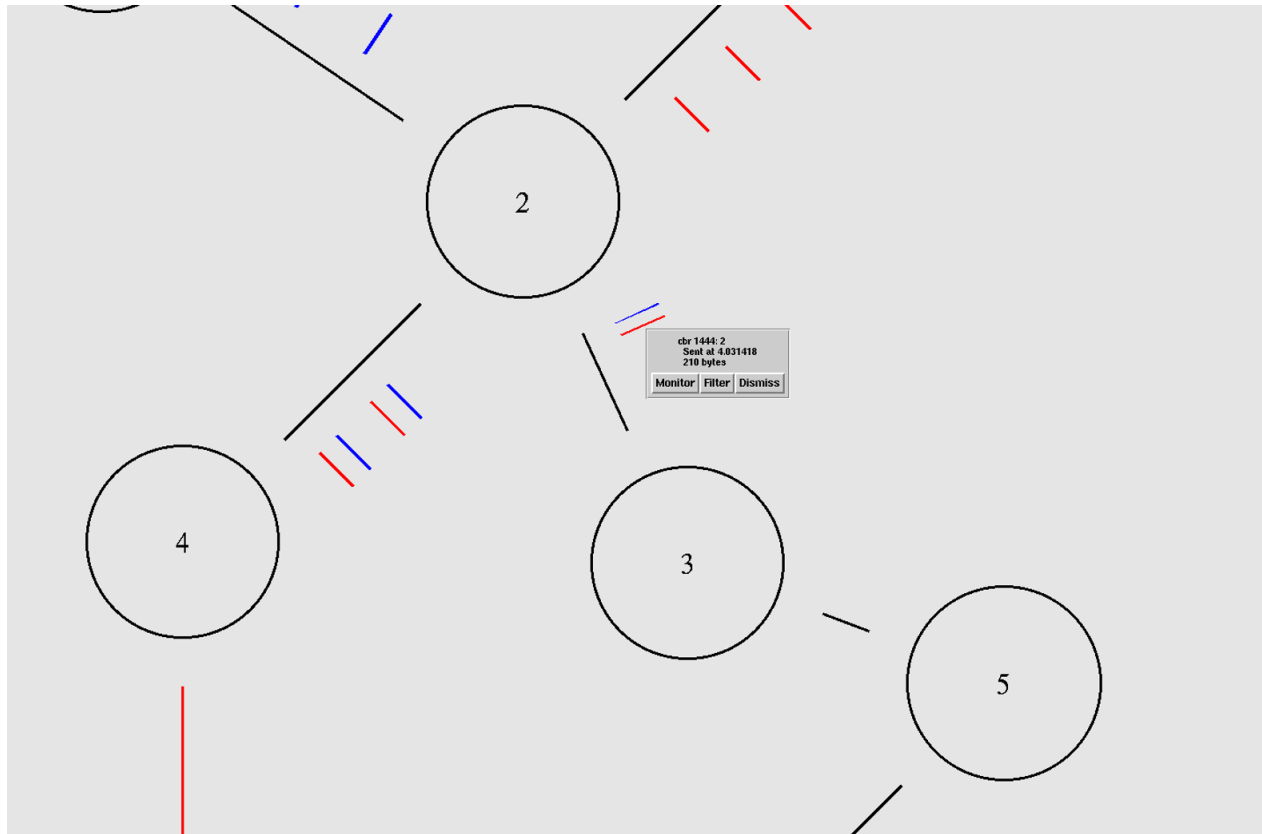 2
cbr 1444: 2
Sent at 4.031418
210 bytes
Monitor Filter Dismiss
4
3
5